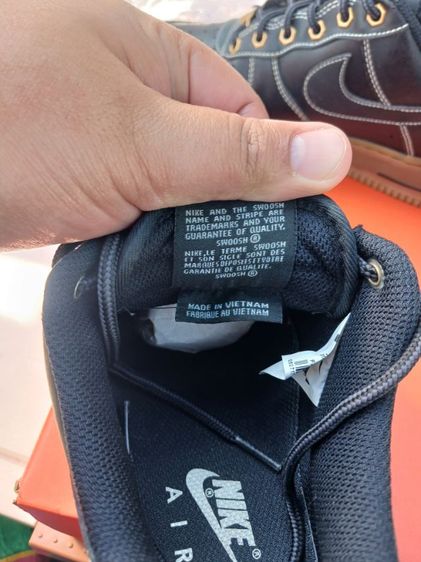 NIKE AND THE SWOOSH
NAME AND STRIPE ARE
TRADEMARKS AND YOUR
GUARANTEE OF QUALITY.
SWOOSH ®
NIKE, LE TERME SWOOSH
ET SON SIGLE SONT DES
MARQUES DEPOSES ET VOTRE
GARANTIE DE QUALITE.
SWOOSH ®
MADE IN VIETNAM
FABRIQUE AU VIETNAM
NIKE ®
AIR